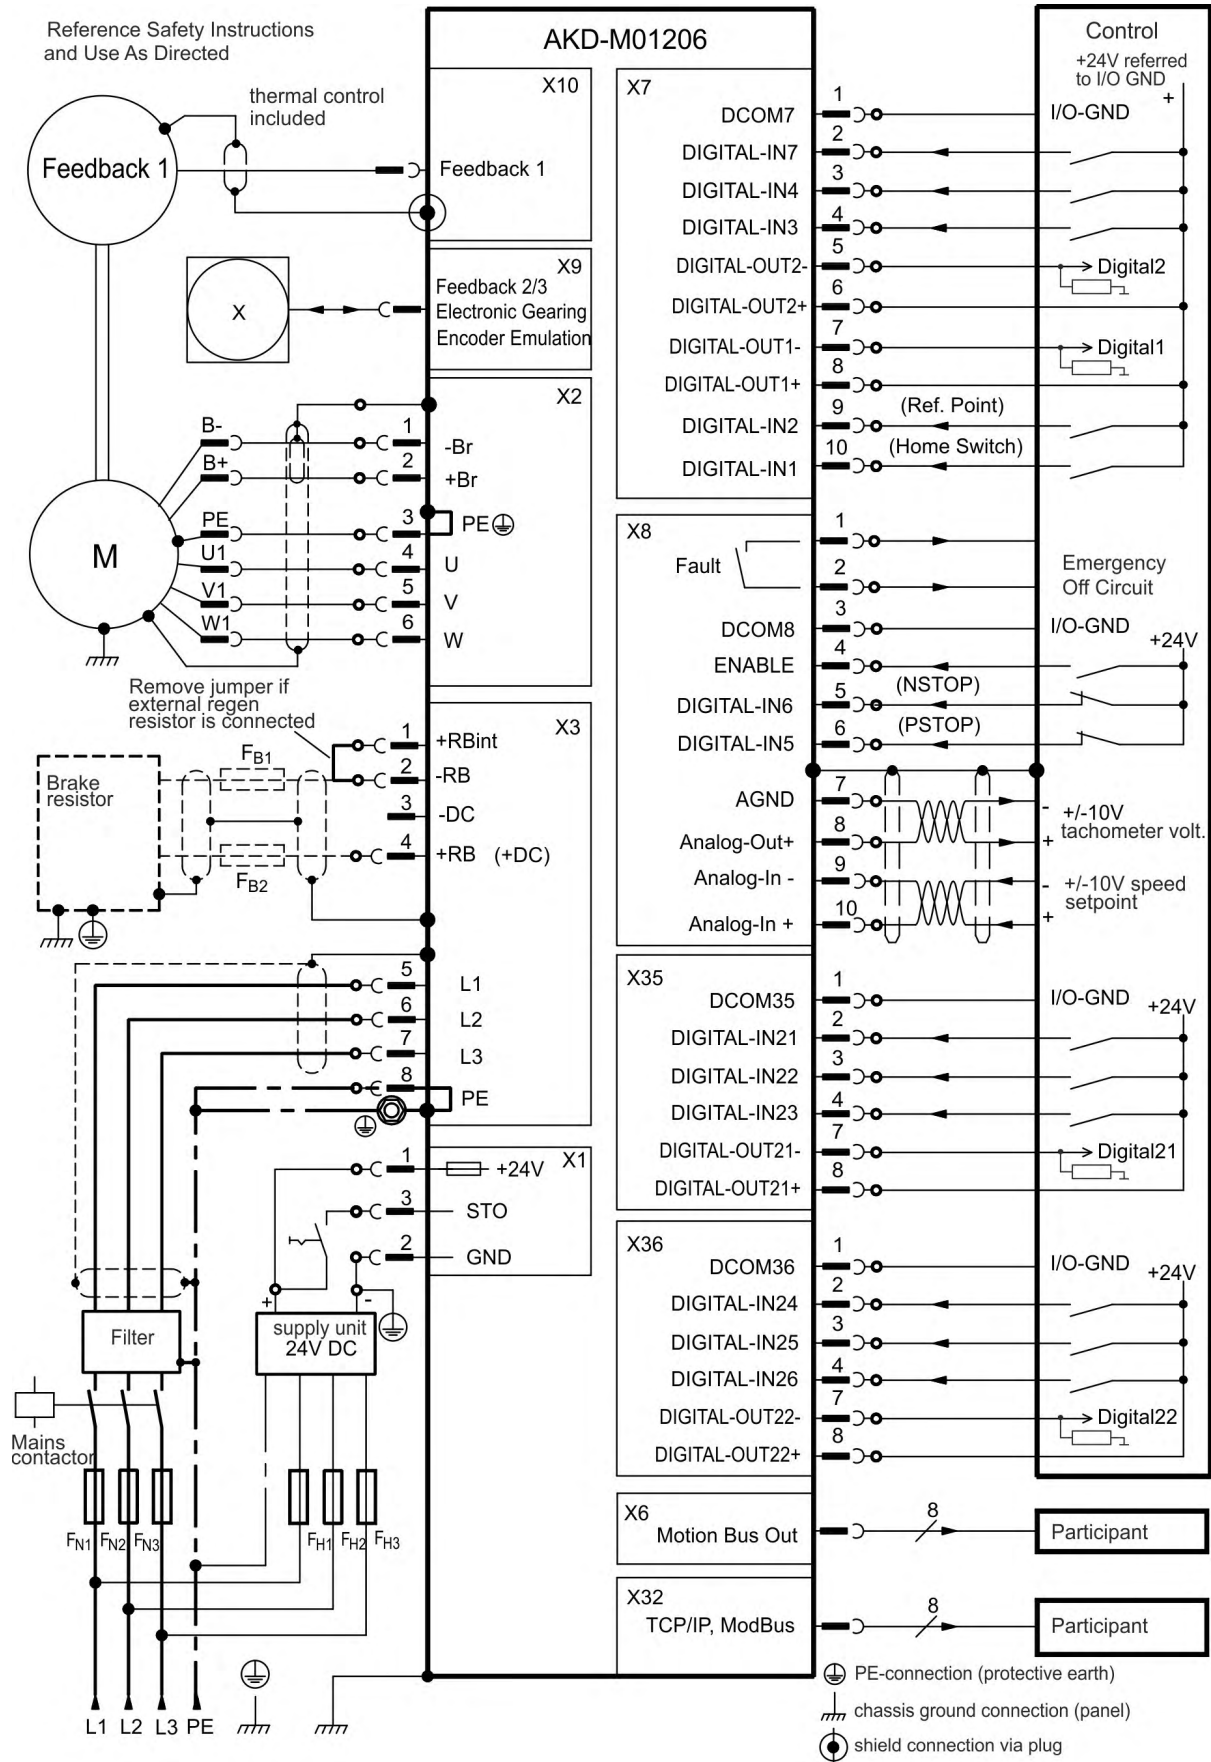 Reference Safety Instructions
and Use As Directed
AKD-M01206
Control
+24V referred
to I/O GND
+
thermal control
included
Feedback 1
X10
Feedback 1
X9
Feedback 2/3
Electronic Gearing
Encoder Emulation
X
X2
B-
1
-Br
B+
2
+Br
PE
3
PE
M
U1
4
U
V1
5
V
W1
6
W
Remove jumper if
external regen
resistor is connected
X3
1
+RBint
FB1
2
-RB
Brake
resistor
3
-DC
4
+RB (+DC)
FB2
5
L1
6
L2
7
L3
8
PE
X1
1
+24V
3
STO
2
GND
+
-
supply unit
24V DC
Filter
Mains
contactor
FN1
FN2
FN3
FH1
FH2
FH3
L1
L2
L3
PE
X7
DCOM7
1
I/O-GND
DIGITAL-IN7
2
DIGITAL-IN4
3
DIGITAL-IN3
4
DIGITAL-OUT2-
5
Digital2
DIGITAL-OUT2+
6
DIGITAL-OUT1-
7
Digital1
DIGITAL-OUT1+
8
DIGITAL-IN2
9
(Ref. Point)
DIGITAL-IN1
10
(Home Switch)
X8
Fault
1
2
Emergency
Off Circuit
DCOM8
3
I/O-GND
+24V
ENABLE
4
DIGITAL-IN6
5
(NSTOP)
DIGITAL-IN5
6
(PSTOP)
AGND
7
-
+/-10V
tachometer volt.
Analog-Out+
8
+
Analog-In -
9
-
+/-10V speed
setpoint
Analog-In +
10
+
X35
DCOM35
1
I/O-GND
+24V
DIGITAL-IN21
2
DIGITAL-IN22
3
DIGITAL-IN23
4
DIGITAL-OUT21-
7
Digital21
DIGITAL-OUT21+
8
X36
DCOM36
1
I/O-GND
+24V
DIGITAL-IN24
2
DIGITAL-IN25
3
DIGITAL-IN26
4
DIGITAL-OUT22-
7
Digital22
DIGITAL-OUT22+
8
X6
Motion Bus Out
8
Participant
X32
TCP/IP, ModBus
8
Participant
PE-connection (protective earth)
chassis ground connection (panel)
shield connection via plug